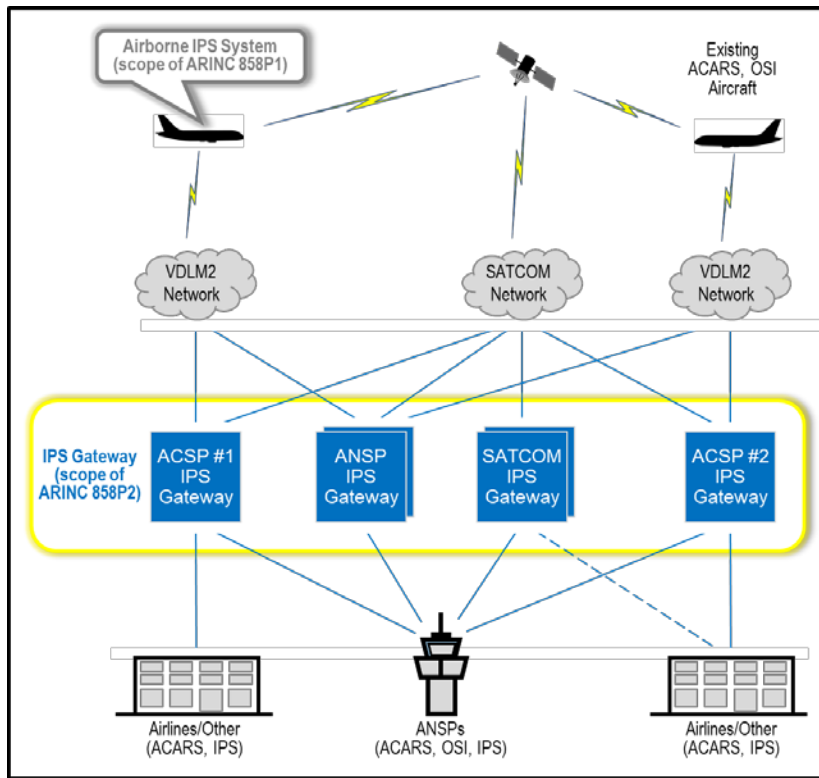 Airborne IPS System
(scope of ARINC 858P1)
Existing
ACARS, OSI
Aircraft
VDLM2
Network
SATCOM
Network
VDLM2
Network
IPS Gateway
(scope of
ARINC 858P2)
ACSP #1
IPS
Gateway
ANSP
IPS
Gateway
SATCOM
IPS
Gateway
ACSP #2
IPS
Gateway
Airlines/Other
(ACARS, IPS)
ANSPs
(ACARS, OSI, IPS)
Airlines/Other
(ACARS, IPS)